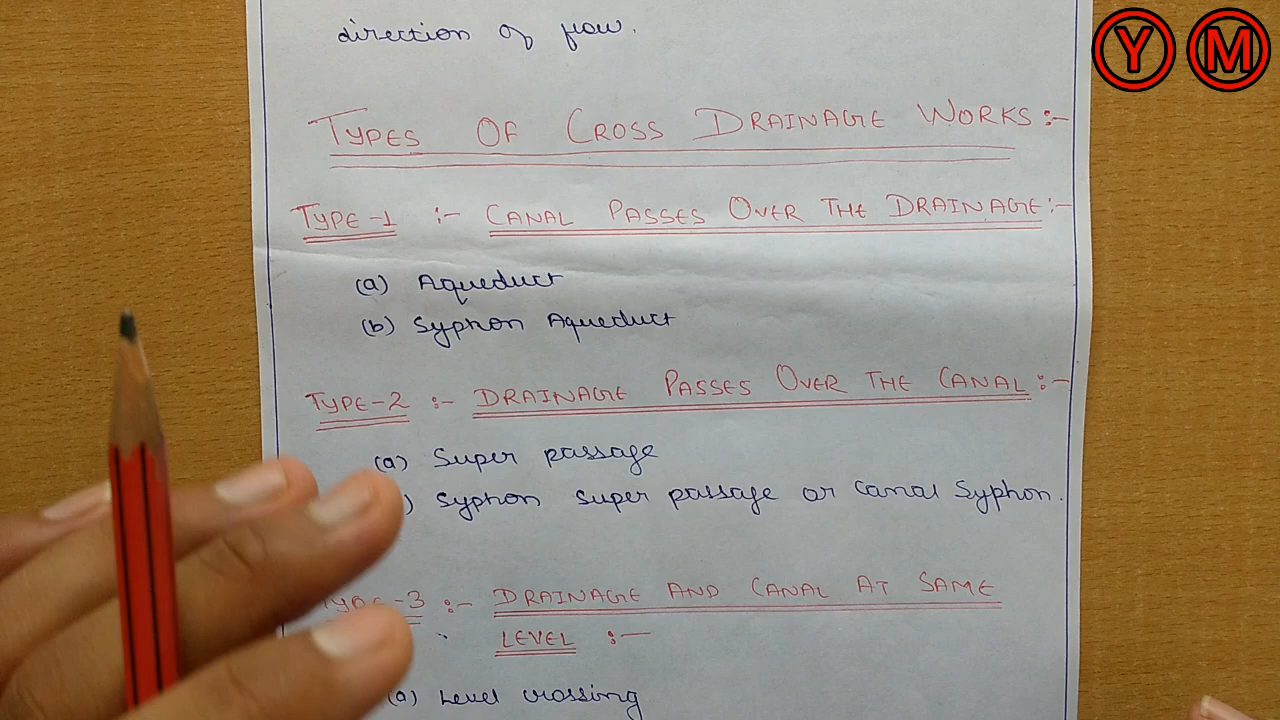 direction of flow.
Y M
TYPES OF CROSS DRAINAGE WORKS :-
TYPE-1 :- CANAL PASSES OVER THE DRAINAGE :-
(a) Aqueduct
(b) Syphon Aqueduct
TYPE-2 :- DRAINAGE PASSES OVER THE CANAL :-
(a) Super passage
) Syphon super passage or canal Syphon.
TYPE-3 :- DRAINAGE AND CANAL AT SAME
LEVEL :-
(a) Level crossing